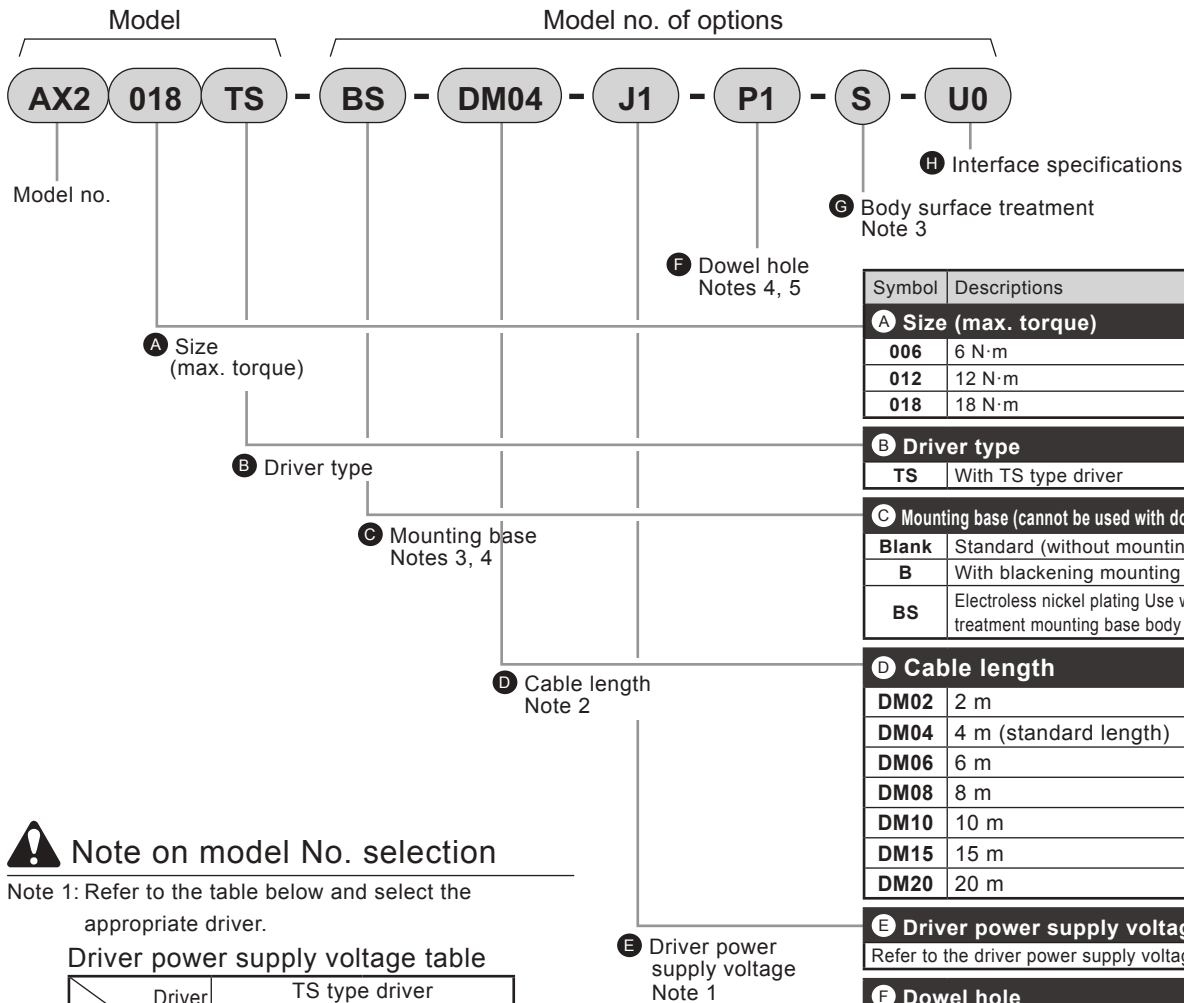 Model
Model no. of options
AX2 018 TS - BS - DM04 - J1 - P1 - S - U0
Model no.
H Interface specifications
G Body surface treatment
Note 3
F Dowel hole
Notes 4, 5
A Size
(max. torque)
B Driver type
C Mounting base
Notes 3, 4
D Cable length
Note 2
E Driver power
supply voltage
Note 1
Symbol Descriptions
A Size (max. torque)
006 6 N·m
012 12 N·m
018 18 N·m
B Driver type
TS With TS type driver
C Mounting base (cannot be used with
Blank Standard (without
B With blackening mounting
BS Electroless nickel plating Use
treatment mounting base body
D Cable length
DM02 2 m
DM04 4 m (standard length)
DM06 6 m
DM08 8 m
DM10 10 m
DM15 15 m
DM20 20 m
E Driver power supply
Refer to the driver power supply
F Dowel hole
Note on model No. selection
Note 1: Refer to the table below and select the
appropriate driver.
Driver power supply voltage table
Driver TS type driver